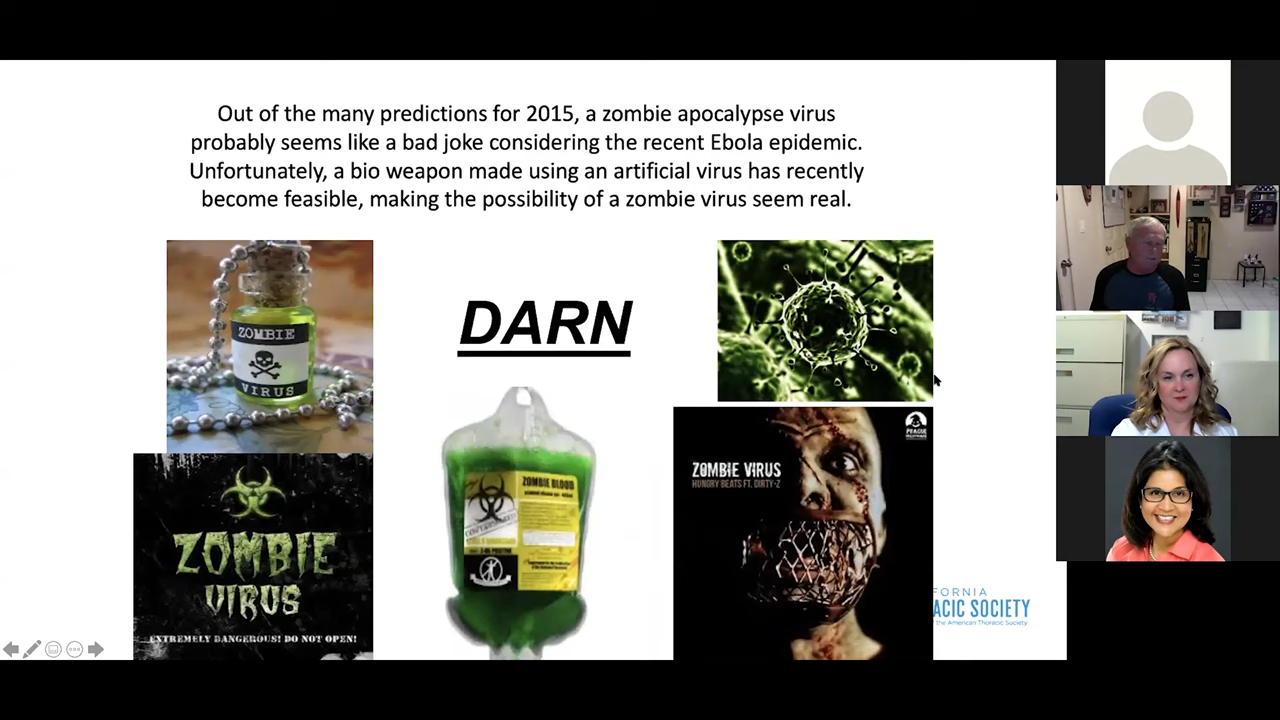 Out of the many predictions for 2015, a zombie apocalypse virus
probably seems like a bad joke considering the recent Ebola epidemic.
Unfortunately, a bio weapon made using an artificial virus has recently
become feasible, making the possibility of a zombie virus seem real.
ZOMBIE
VIRUS
DARN
ZOMBIE BLOOD
ZOMBIE VIRUS
HUNGRY BEATS FT. DIRTY-Z
ZOMBIE
VIRUS
EXTREMELY DANGEROUS! DO NOT OPEN!
FORNIA
ACIC SOCIETY
the American Thoracic Society